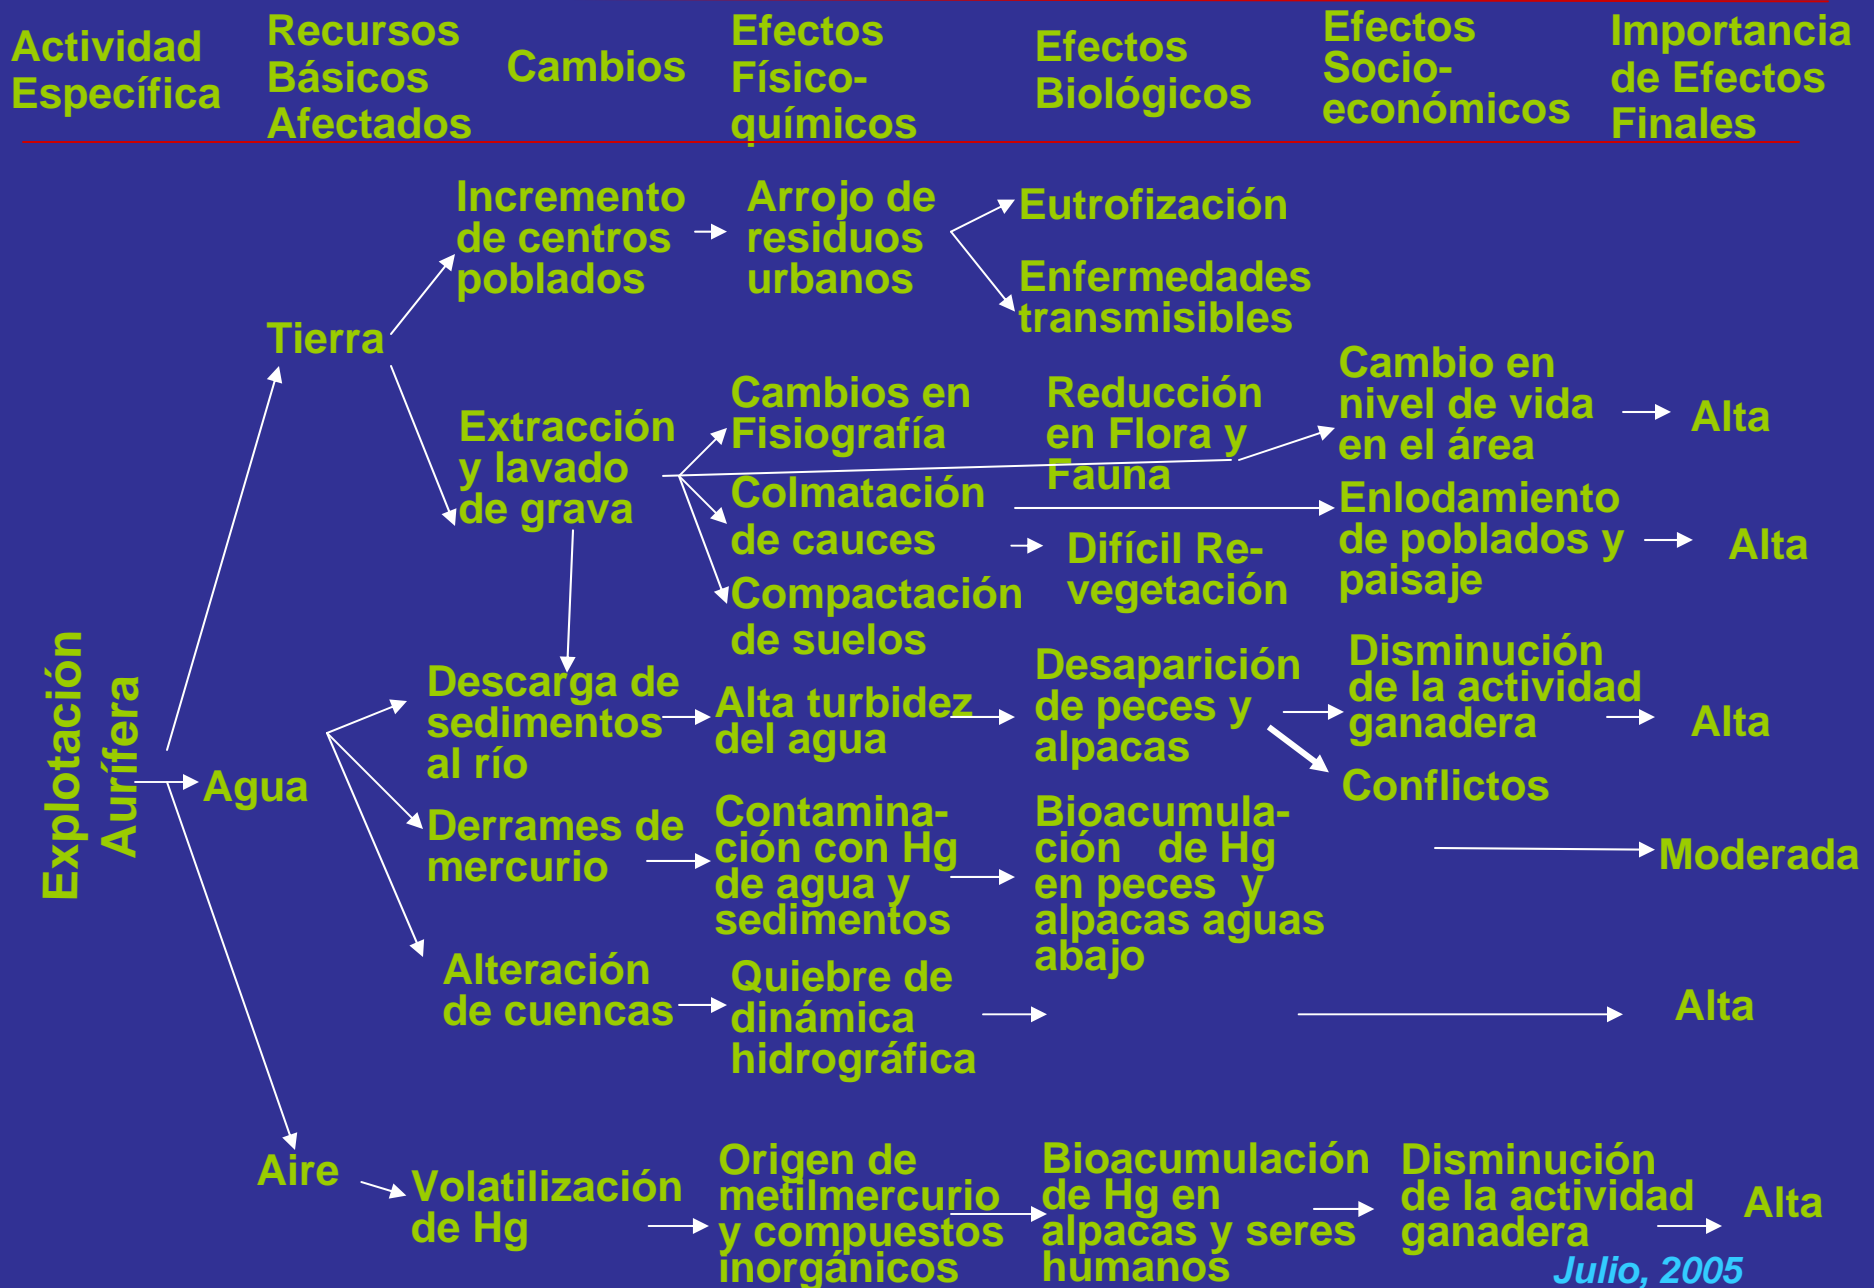 Actividad
Específica
Recursos
Básicos
Afectados
Cambios
Efectos
Físico-
químicos
Efectos
Biológicos
Efectos
Socio-
económicos
Importancia
de Efectos
Finales
Explotación
Aurífera
Tierra
Incremento
de centros
poblados
Arrojo de
residuos
urbanos
Eutrofización
Enfermedades
transmisibles
Extracción
y lavado
de grava
Cambios en
Fisiografía
Reducción
en Flora y
Fauna
Cambio en
nivel de vida
en el área
Alta
Colmatación
de cauces
Enlodamiento
de poblados y
paisaje
Alta
Compactación
de suelos
Difícil Re-
vegetación
Agua
Descarga de
sedimentos
al río
Alta turbidez
del agua
Desaparición
de peces y
alpacas
Disminución
de la actividad
ganadera
Alta
Conflictos
Derrames de
mercurio
Contamina-
ción con Hg
de agua y
sedimentos
Bioacumula-
ción de Hg
en peces y
alpacas aguas
abajo
Moderada
Alteración
de cuencas
Quiebre de
dinámica
hidrográfica
Alta
Aire
Volatilización
de Hg
Origen de
metilmercurio
y compuestos
inorgánicos
Bioacumulación
de Hg en
alpacas y seres
humanos
Disminución
de la actividad
ganadera
Alta
Julio, 2005